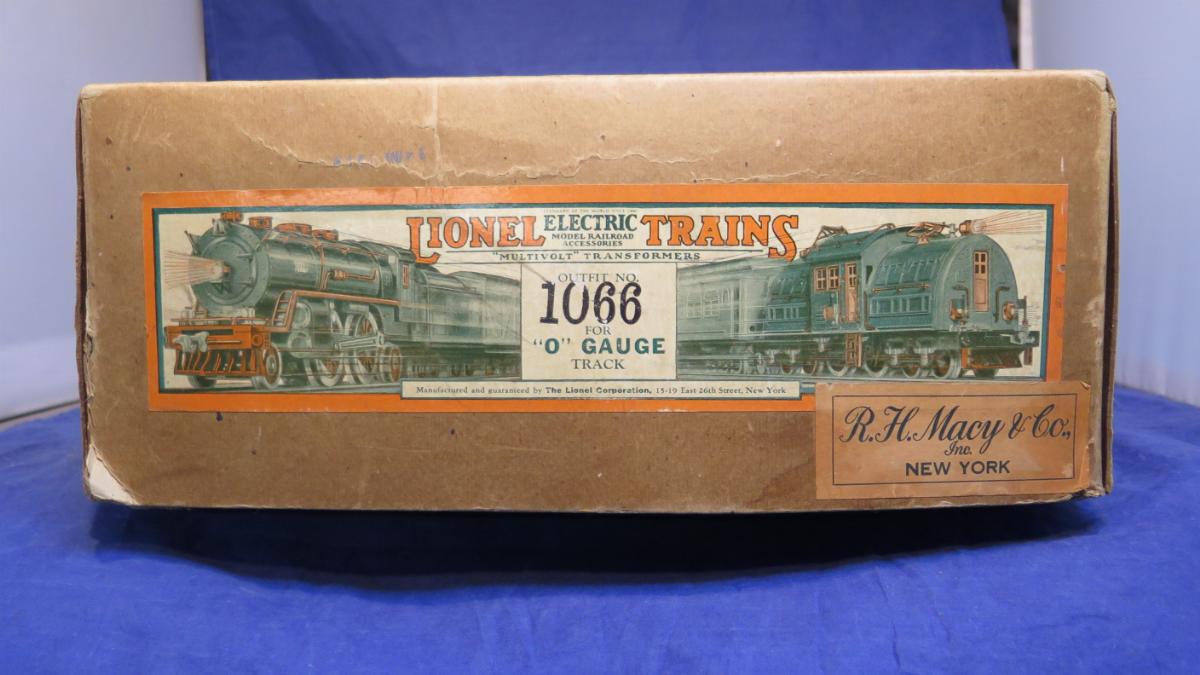 LIONEL ELECTRIC TRAINS
MODEL RAILROAD
ACCESSORIES
"MULTIVOLT" TRANSFORMERS
OUTFIT NO.
1066
FOR
"O" GAUGE
TRACK
Manufactured and guaranteed by The Lionel Corporation, 15-19 East 26th Street, New York
R.H. Macy & Co.,
Inc.
NEW YORK